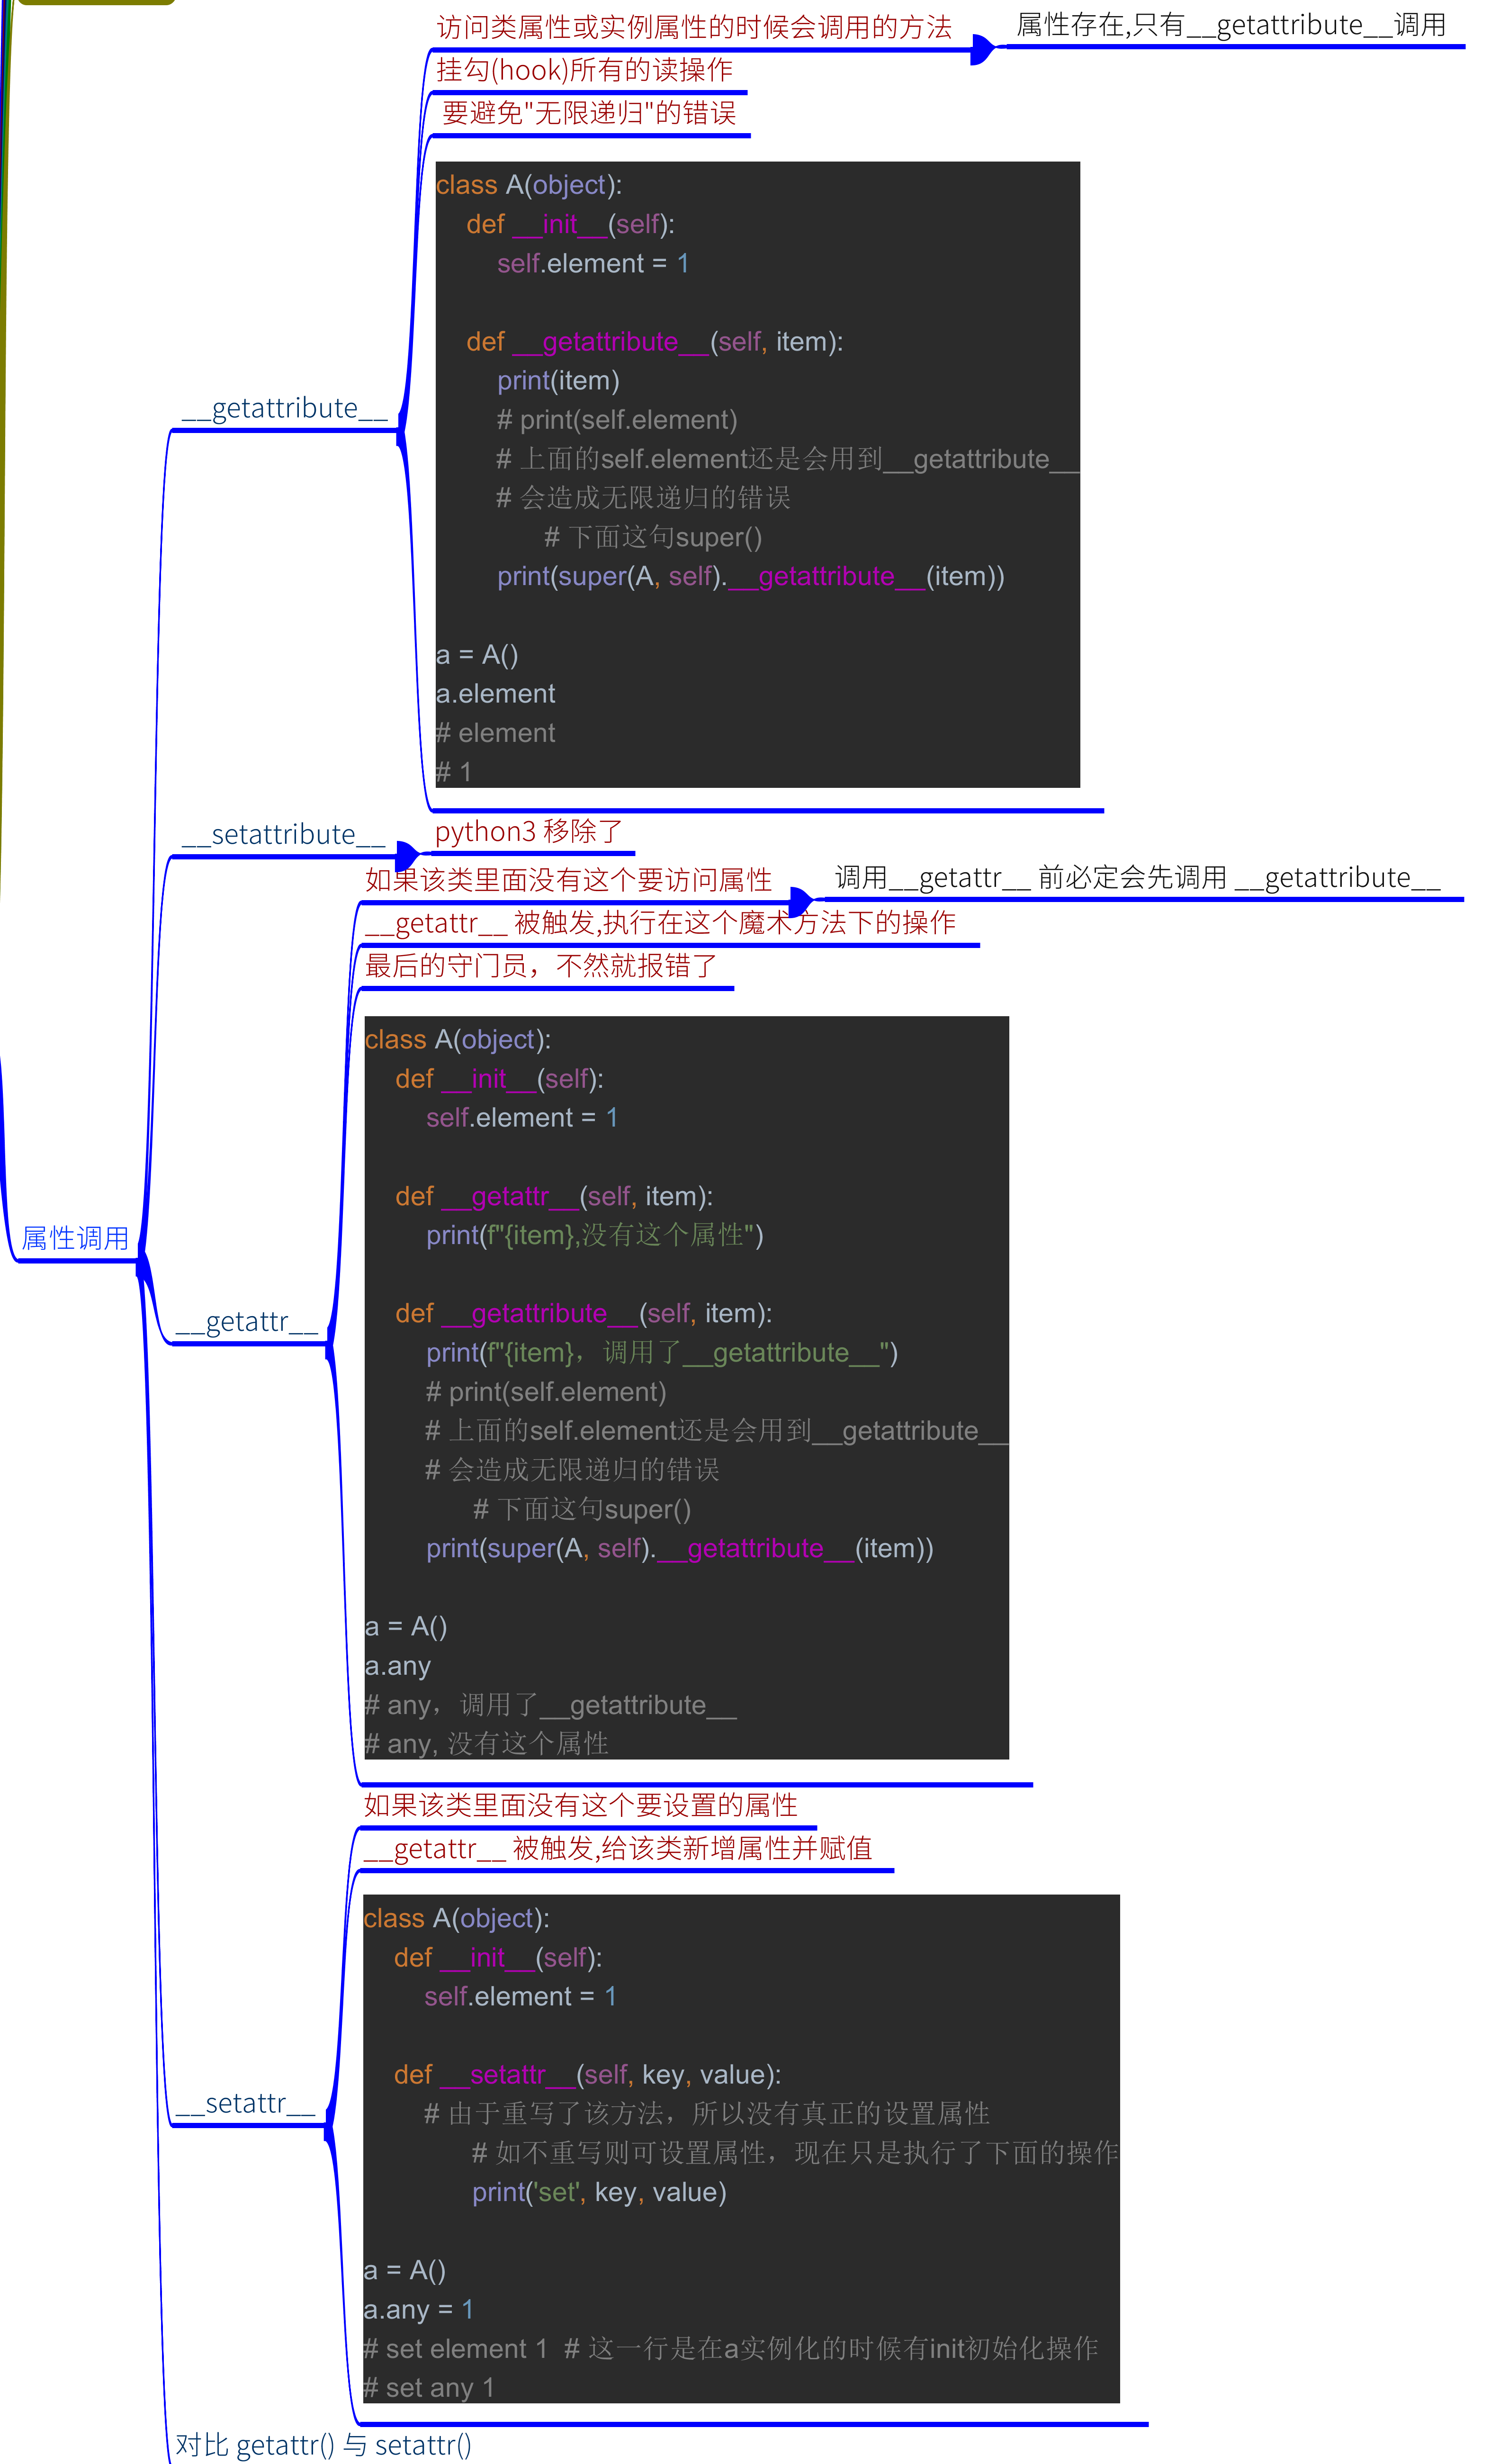 属性调用
__getattribute__
访问类属性或实例属性的时候会调用的方法
属性存在,只有__getattribute__调用
挂勾(hook)所有的读操作
要避免"无限递归"的错误
class A(object):
    def __init__(self):
        self.element = 1

    def __getattribute__(self, item):
        print(item)
        # print(self.element)
        # 上面的self.element还是会用到__getattribute__
        # 会造成无限递归的错误
              # 下面这句super()
        print(super(A, self).__getattribute__(item))

a = A()
a.element
# element
# 1
__setattribute__
python3 移除了
__getattr__
如果该类里面没有这个要访问属性
调用__getattr__ 前必定会先调用 __getattribute__
__getattr__ 被触发,执行在这个魔术方法下的操作
最后的守门员，不然就报错了
class A(object):
    def __init__(self):
        self.element = 1

    def __getattr__(self, item):
        print(f"{item},没有这个属性")

    def __getattribute__(self, item):
        print(f"{item}，调用了__getattribute__")
        # print(self.element)
        # 上面的self.element还是会用到__getattribute__
        # 会造成无限递归的错误
              # 下面这句super()
        print(super(A, self).__getattribute__(item))

a = A()
a.any
# any，调用了__getattribute__
# any, 没有这个属性
__setattr__
如果该类里面没有这个要设置的属性
__getattr__ 被触发,给该类新增属性并赋值
class A(object):
    def __init__(self):
        self.element = 1

    def __setattr__(self, key, value):
        # 由于重写了该方法，所以没有真正的设置属性
              # 如不重写则可设置属性，现在只是执行了下面的操作
              print('set', key, value)

a = A()
a.any = 1
# set element 1  # 这一行是在a实例化的时候有init初始化操作
# set any 1
对比 getattr() 与 setattr()